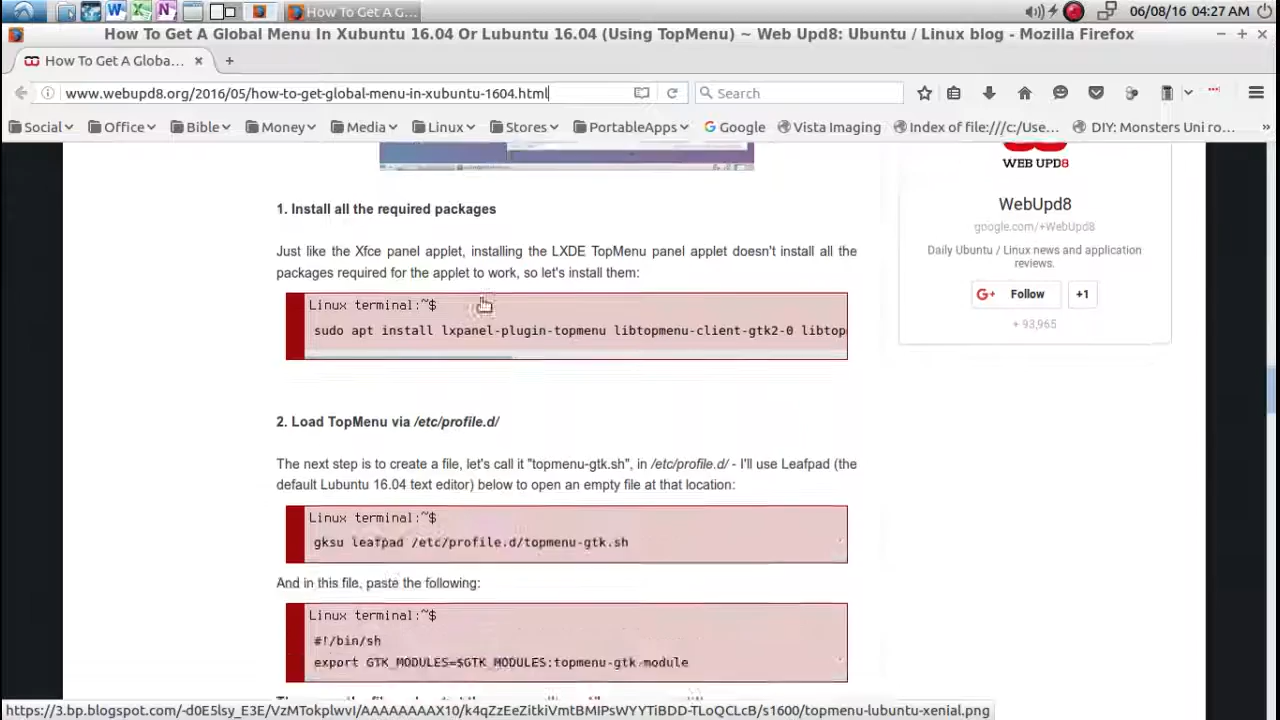 How To Get A G...
06/08/16 04:27 AM
How To Get A Global Menu In Xubuntu 16.04 Or Lubuntu 16.04 (Using TopMenu) ~ Web Upd8: Ubuntu / Linux blog - Mozilla Firefox
How To Get A Globa...
www.webupd8.org/2016/05/how-to-get-global-menu-in-xubuntu-1604.html
Search
Social Office Bible Money Media Linux Stores PortableApps Google Vista Imaging Index of file:///c:/Use... DIY: Monsters Uni ro...
WEB UPD8
1. Install all the required packages
WebUpd8
google.com/+WebUpd8
Just like the Xfce panel applet, installing the LXDE TopMenu panel applet doesn't install all the
packages required for the applet to work, so let's install them:
Daily Ubuntu / Linux news and application
reviews.
G+ Follow +1
+ 93,965
Linux terminal:~$
sudo apt install lxpanel-plugin-topmenu libtopmenu-client-gtk2-0 libtop
2. Load TopMenu via /etc/profile.d/
The next step is to create a file, let's call it "topmenu-gtk.sh", in /etc/profile.d/ - I'll use Leafpad (the
default Lubuntu 16.04 text editor) below to open an empty file at that location:
Linux terminal:~$
gksu leafpad /etc/profile.d/topmenu-gtk.sh
And in this file, paste the following:
Linux terminal:~$
#!/bin/sh
export GTK_MODULES=$GTK_MODULES:topmenu-gtk-module
https://3.bp.blogspot.com/-d0E5lsy_E3E/VzMTokplwvI/AAAAAAAAX10/k4qZzEeZitkiVmtBMIPsWYYTiBDD-TLoQCLcB/s1600/topmenu-lubuntu-xenial.png